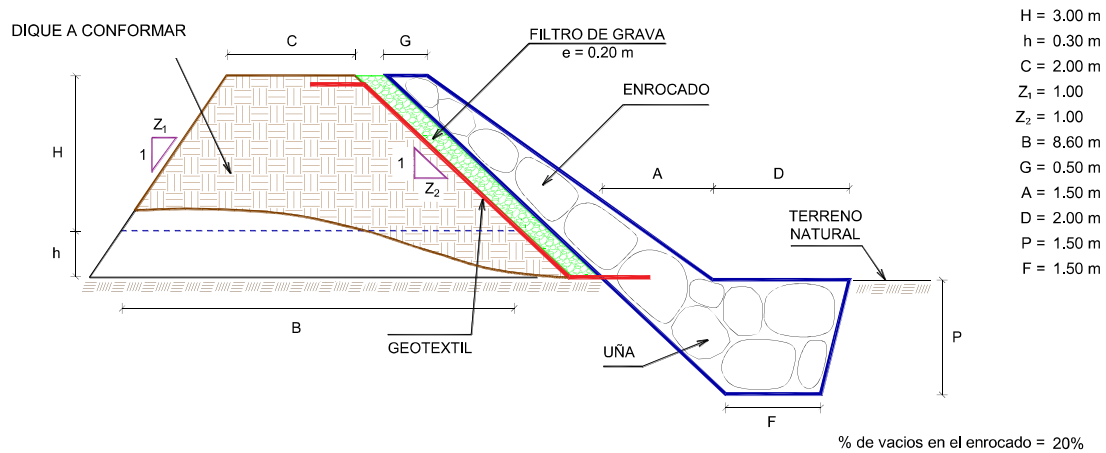 DIQUE A CONFORMAR
C
G
FILTRO DE GRAVA
e = 0.20 m
ENROCADO
H
Z₁
1
1
Z₂
A
D
TERRENO
NATURAL
h
B
GEOTEXTIL
UÑA
P
F
H = 3.00 m
h = 0.30 m
C = 2.00 m
Z₁ = 1.00
Z₂ = 1.00
B = 8.60 m
G = 0.50 m
A = 1.50 m
D = 2.00 m
P = 1.50 m
F = 1.50 m
% de vacios en el enrocado = 20%